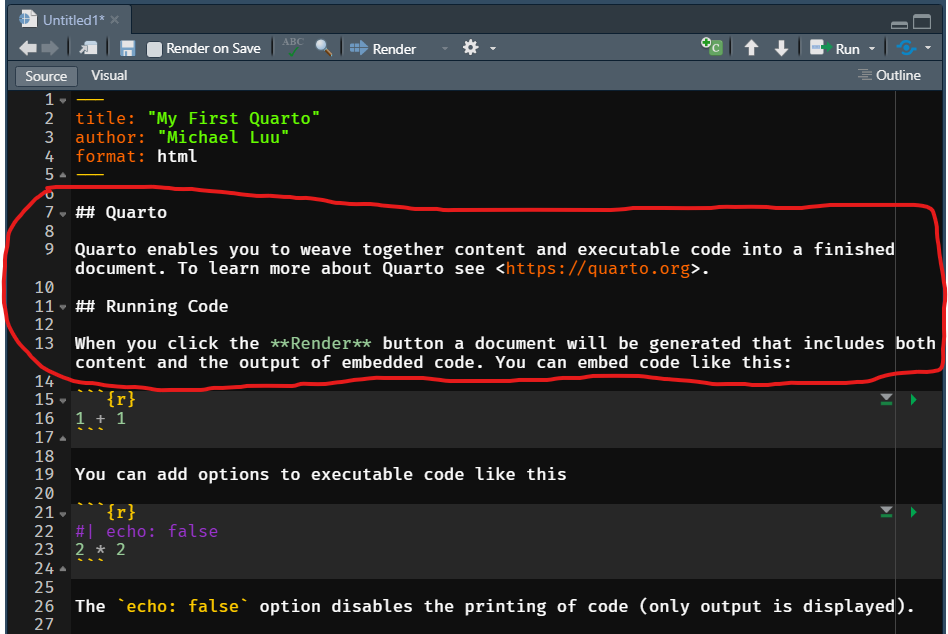 Untitled1*
Render on Save ABC Render Run
Source Visual Outline
1 ---
2 title: "My First Quarto"
3 author: "Michael Luu"
4 format: html
5 ---
6
7 ## Quarto
8
9 Quarto enables you to weave together content and executable code into a finished
document. To learn more about Quarto see <https://quarto.org>.
10
11 ## Running Code
12
13 When you click the **Render** button a document will be generated that includes both
content and the output of embedded code. You can embed code like this:
14
15 ```{r}
16 1 + 1
17 ```
18
19 You can add options to executable code like this
20
21 ```{r}
22 #| echo: false
23 2 * 2
24 ```
25
26 The `echo: false` option disables the printing of code (only output is displayed).
27